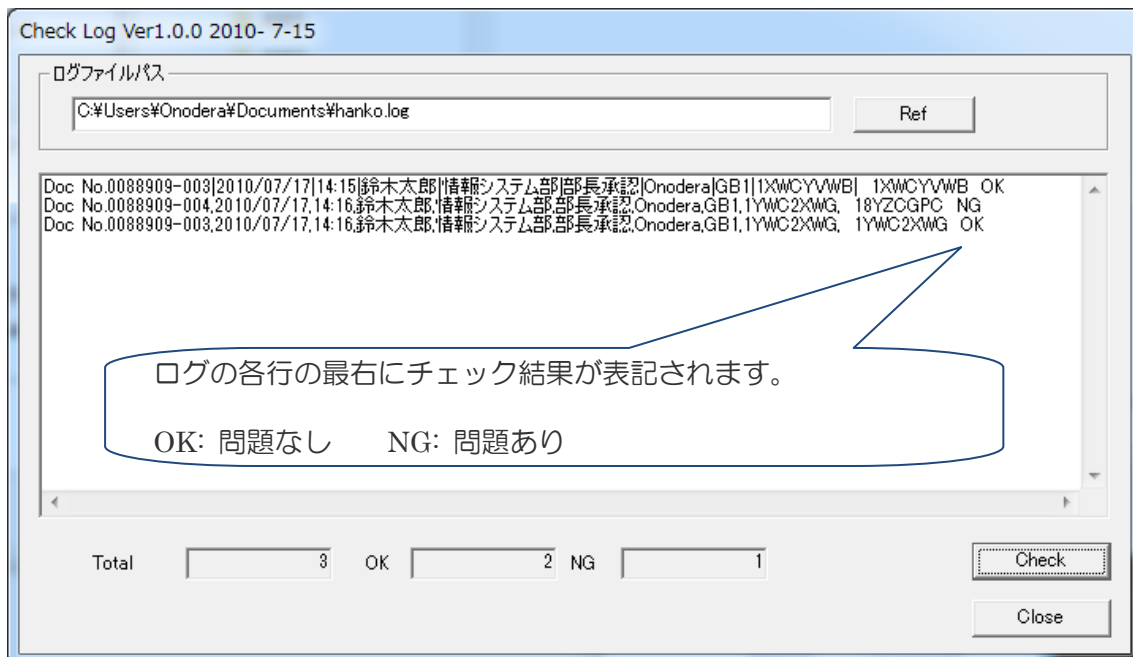 Check Log Ver1.0.0 2010- 7-15
ログファイルパス
C:¥Users¥Onodera¥Documents¥hanko.log
Ref
Doc No.0088909-003|2010/07/17|14:15|鈴木太郎|情報システム部|部長承認|Onodera|GB1|1XWCYVWB| 1XWCYVWB OK
Doc No.0088909-004,2010/07/17,14:16,鈴木太郎,情報システム部,部長承認,Onodera,GB1,1YWC2XWG, 18YZCGPC NG
Doc No.0088909-003,2010/07/17,14:16,鈴木太郎,情報システム部,部長承認,Onodera,GB1,1YWC2XWG, 1YWC2XWG OK
ログの各行の最右にチェック結果が表記されます。
OK: 問題なし NG: 問題あり
Total 3 OK 2 NG 1
Check
Close